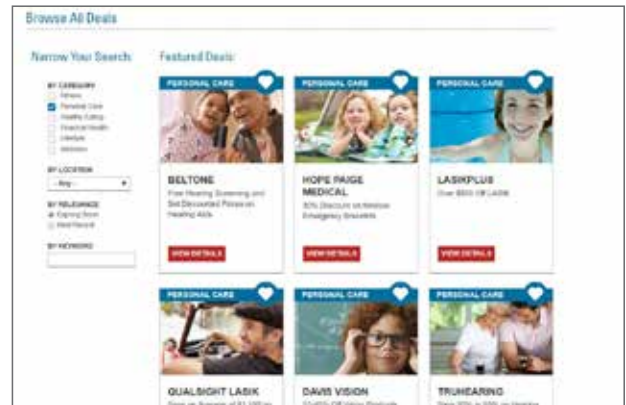 Browse All Deals
Narrow Your Search:
BY CATEGORY
Fitness
Personal Care
Healthy Eating
Financial Health
Lifestyle
Wellness
BY LOCATION
- Any -
BY RELEVANCE
Expiring Soon
Most Recent
BY KEYWORD
Featured Deals:
PERSONAL CARE
BELTONE
Free Hearing Screening and
Set Discounted Prices on
Hearing Aids
VIEW DETAILS
PERSONAL CARE
HOPE PAIGE
MEDICAL
30% Discount on
Emergency Bracelets
VIEW DETAILS
PERSONAL CARE
LASIKPLUS
Over $800 Off LASIK
VIEW DETAILS
PERSONAL CARE
QUALSIGHT LASIK
PERSONAL CARE
DAVIS VISION
PERSONAL CARE
TRUHEARING